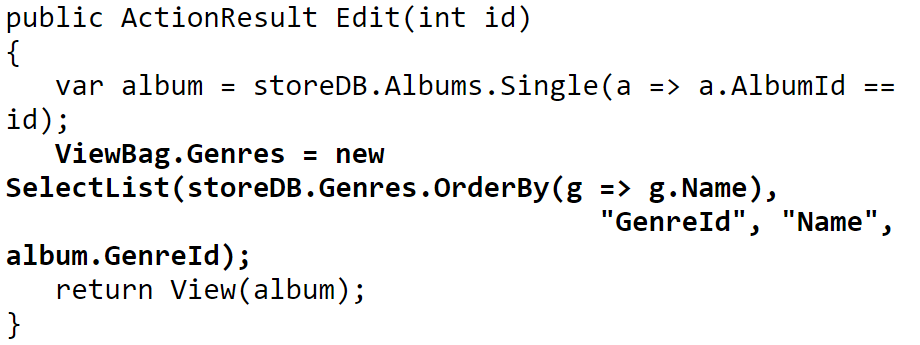 public ActionResult Edit(int id)
{
   var album = storeDB.Albums.Single(a => a.AlbumId ==
id);
   ViewBag.Genres = new
SelectList(storeDB.Genres.OrderBy(g => g.Name),
                                    "GenreId", "Name",
album.GenreId);
   return View(album);
}